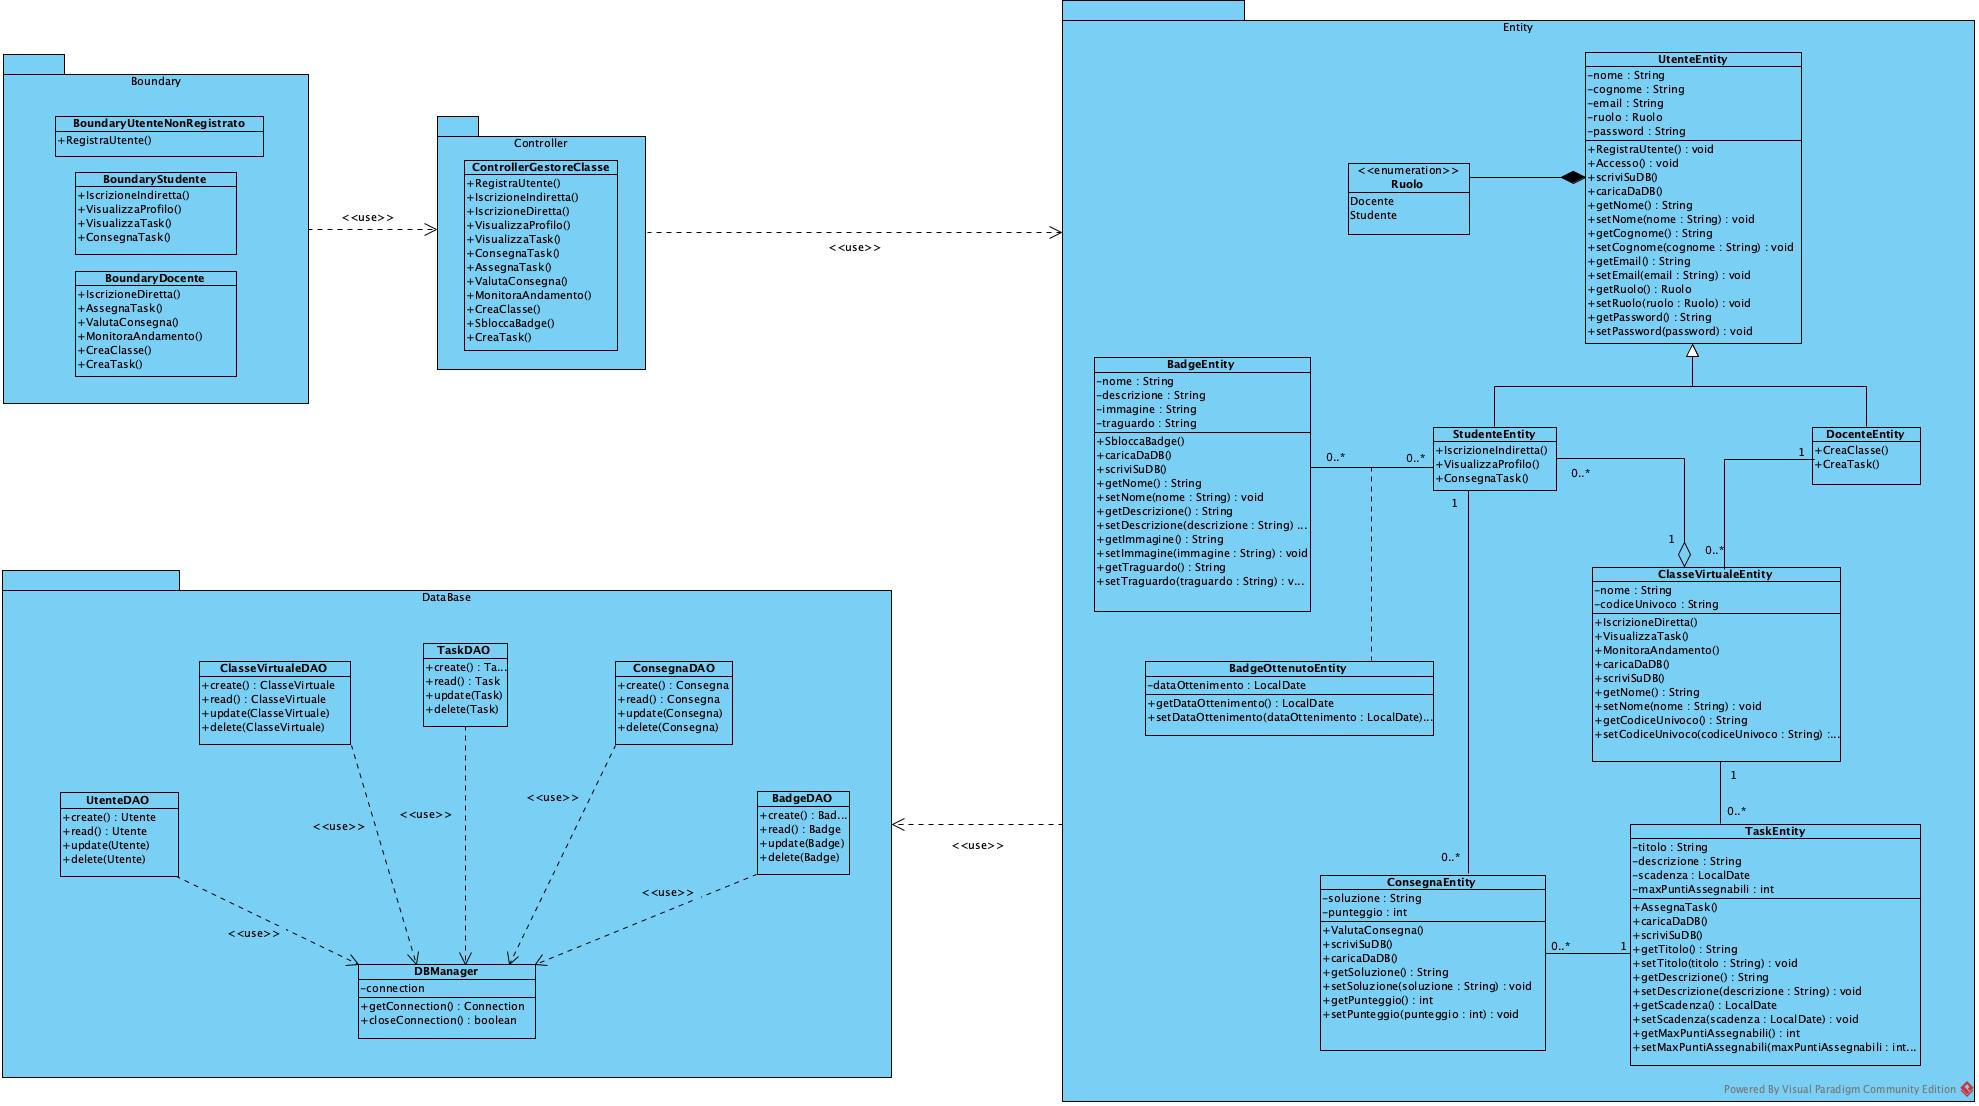 Boundary
BoundaryUtenteNonRegistrato
+RegistraUtente()
BoundaryStudente
+IscrizioneIndiretta()
+VisualizzaProfilo()
+VisualizzaTask()
+ConsegnaTask()
BoundaryDocente
+IscrizioneDiretta()
+AssegnaTask()
+ValutaConsegna()
+MonitoraAndamento()
+CreaClasse()
+CreaTask()
<<use>>
Controller
ControllerGestoreClasse
+RegistraUtente()
+IscrizioneIndiretta()
+IscrizioneDiretta()
+VisualizzaProfilo()
+VisualizzaTask()
+ConsegnaTask()
+AssegnaTask()
+ValutaConsegna()
+MonitoraAndamento()
+CreaClasse()
+SbloccaBadge()
+CreaTask()
<<use>>
Entity
UtenteEntity
-nome : String
-cognome : String
-email : String
-ruolo : Ruolo
-password : String
+RegistraUtente() : void
+Accesso() : void
+scriviSuDB()
+caricaDaDB()
+getNome() : String
+setNome(nome : String) : void
+getCognome() : String
+setCognome(cognome : String) : void
+getEmail() : String
+setEmail(email : String) : void
+getRuolo() : Ruolo
+setRuolo(ruolo : Ruolo) : void
+getPassword() : String
+setPassword(password) : void
<<enumeration>>
Ruolo
Docente
Studente
BadgeEntity
-nome : String
-descrizione : String
-immagine : String
-traguardo : String
+SbloccaBadge()
+caricaDaDB()
+scriviSuDB()
+getNome() : String
+setNome(nome : String) : void
+getDescrizione() : String
+setDescrizione(descrizione : String) ...
+getImmagine() : String
+setImmagine(immagine : String) : void
+getTraguardo() : String
+setTraguardo(traguardo : String) : v...
0..*
0..*
StudenteEntity
+IscrizioneIndiretta()
+VisualizzaProfilo()
+ConsegnaTask()
0..*
1
1
DocenteEntity
+CreaClasse()
+CreaTask()
1
0..*
ClasseVirtualeEntity
-nome : String
-codiceUnivoco : String
+IscrizioneDiretta()
+VisualizzaTask()
+MonitoraAndamento()
+caricaDaDB()
+scriviSuDB()
+getNome() : String
+setNome(nome : String) : void
+getCodiceUnivoco() : String
+setCodiceUnivoco(codiceUnivoco : String) :...
BadgeOttenutoEntity
-dataOttenimento : LocalDate
+getDataOttenimento() : LocalDate
+setDataOttenimento(dataOttenimento : LocalDate)...
1
0..*
TaskEntity
-titolo : String
-descrizione : String
-scadenza : LocalDate
-maxPuntiAssegnabili : int
+AssegnaTask()
+caricaDaDB()
+scriviSuDB()
+getTitolo() : String
+setTitolo(titolo : String) : void
+getDescrizione() : String
+setDescrizione(descrizione : String) : void
+getScadenza() : LocalDate
+setScadenza(scadenza : LocalDate) : void
+getMaxPuntiAssegnabili() : int
+setMaxPuntiAssegnabili(maxPuntiAssegnabili : int...
0..*
ConsegnaEntity
-soluzione : String
-punteggio : int
+ValutaConsegna()
+scriviSuDB()
+caricaDaDB()
+getSoluzione() : String
+setSoluzione(soluzione : String) : void
+getPunteggio() : int
+setPunteggio(punteggio : int) : void
0..*
1
<<use>>
DataBase
ClasseVirtualeDAO
+create() : ClasseVirtuale
+read() : ClasseVirtuale
+update(ClasseVirtuale)
+delete(ClasseVirtuale)
TaskDAO
+create() : Ta...
+read() : Task
+update(Task)
+delete(Task)
ConsegnaDAO
+create() : Consegna
+read() : Consegna
+update(Consegna)
+delete(Consegna)
UtenteDAO
+create() : Utente
+read() : Utente
+update(Utente)
+delete(Utente)
BadgeDAO
+create() : Bad...
+read() : Badge
+update(Badge)
+delete(Badge)
<<use>>
<<use>>
<<use>>
<<use>>
<<use>>
DBManager
-connection
+getConnection() : Connection
+closeConnection() : boolean
Powered By Visual Paradigm Community Edition